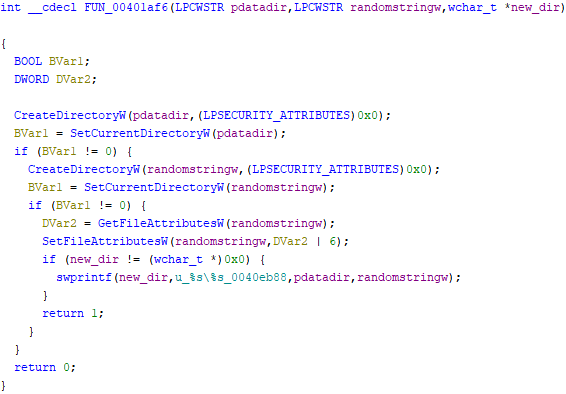 int __cdecl FUN_00401af6(LPCWSTR pdatadir,LPCWSTR randomstringw,wchar_t *new_dir)
{
BOOL BVar1;
DWORD DVar2;
CreateDirectoryW(pdatadir,(LPSECURITY_ATTRIBUTES)0x0);
BVar1 = SetCurrentDirectoryW(pdatadir);
if (BVar1 != 0) {
CreateDirectoryW(randomstringw,(LPSECURITY_ATTRIBUTES)0x0);
BVar1 = SetCurrentDirectoryW(randomstringw);
if (BVar1 != 0) {
DVar2 = GetFileAttributesW(randomstringw);
SetFileAttributesW(randomstringw,DVar2 | 6);
if (new_dir != (wchar_t *)0x0) {
swprintf(new_dir,u_%s\%s_0040eb88,pdatadir,randomstringw);
}
return 1;
}
}
return 0;
}